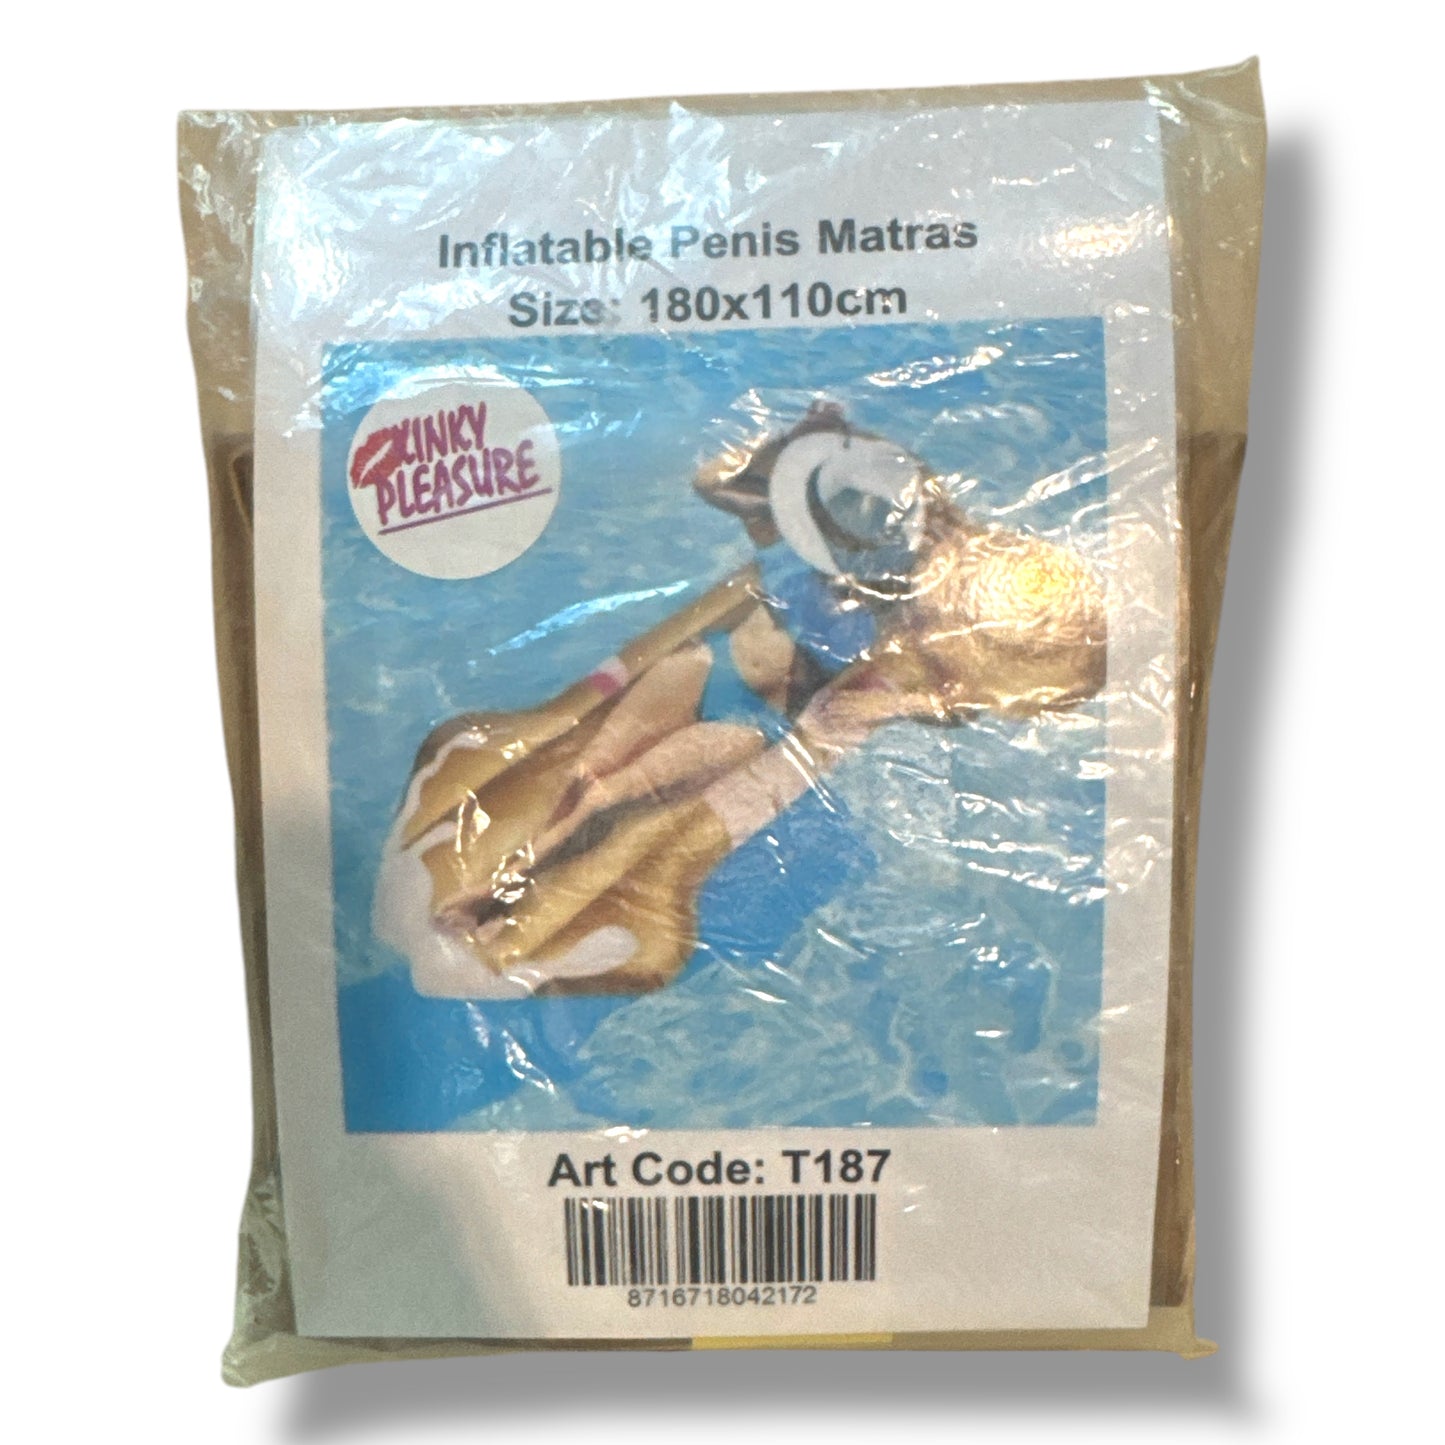 Inflatable Penis Matras
Size: 180x110cm
KINKY
PLEASURE
Art Code: T187
8716718042172